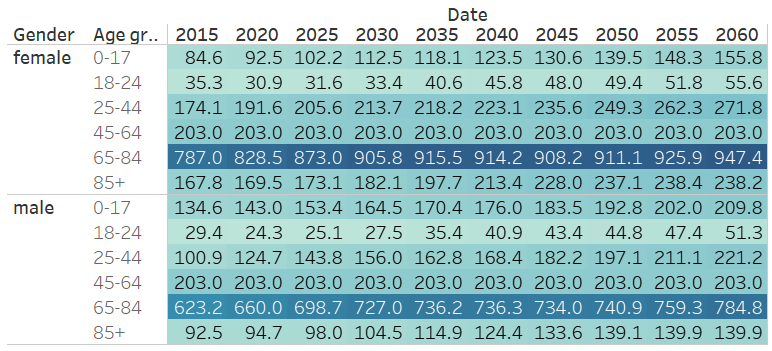 Date
Gender Age gr.. 2015 2020 2025 2030 2035 2040 2045 2050 2055 2060
female 0-17 84.6 92.5 102.2 112.5 118.1 123.5 130.6 139.5 148.3 155.8
18-24 35.3 30.9 31.6 33.4 40.6 45.8 48.0 49.4 51.8 55.6
25-44 174.1 191.6 205.6 213.7 218.2 223.1 235.6 249.3 262.3 271.8
45-64 203.0 203.0 203.0 203.0 203.0 203.0 203.0 203.0 203.0 203.0
65-84 787.0 828.5 873.0 905.8 915.5 914.2 908.2 911.1 925.9 947.4
85+ 167.8 169.5 173.1 182.1 197.7 213.4 228.0 237.1 238.4 238.2
male 0-17 134.6 143.0 153.4 164.5 170.4 176.0 183.5 192.8 202.0 209.8
18-24 29.4 24.3 25.1 27.5 35.4 40.9 43.4 44.8 47.4 51.3
25-44 100.9 124.7 143.8 156.0 162.8 168.4 182.2 197.1 211.1 221.2
45-64 203.0 203.0 203.0 203.0 203.0 203.0 203.0 203.0 203.0 203.0
65-84 623.2 660.0 698.7 727.0 736.2 736.3 734.0 740.9 759.3 784.8
85+ 92.5 94.7 98.0 104.5 114.9 124.4 133.6 139.1 139.9 139.9